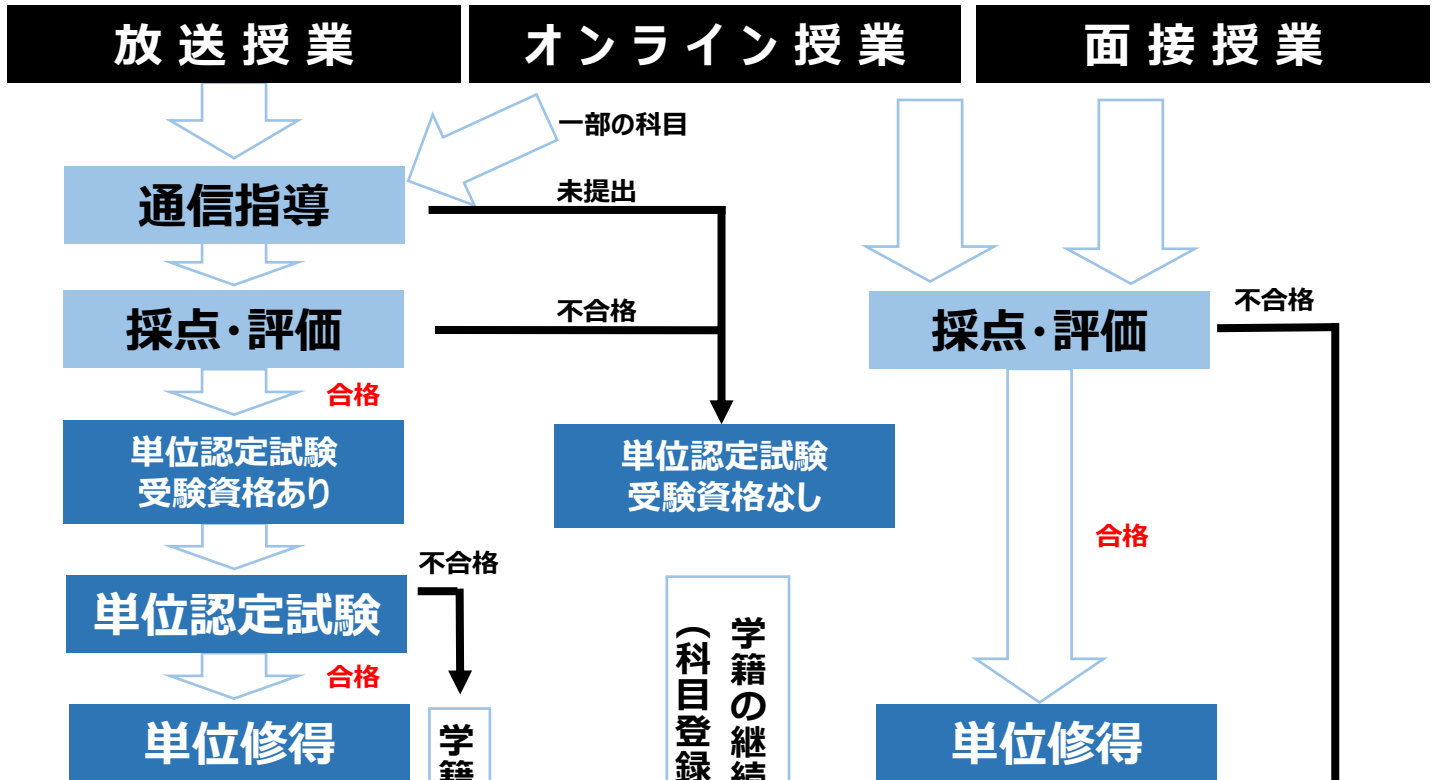 放送授業
オンライン授業
面接授業
一部の科目
通信指導
未提出
採点・評価
不合格
合格
単位認定試験
受験資格あり
単位認定試験
受験資格なし
単位認定試験
不合格
合格
単位修得
学籍
学籍の継続
（科目登録
採点・評価
不合格
合格
単位修得